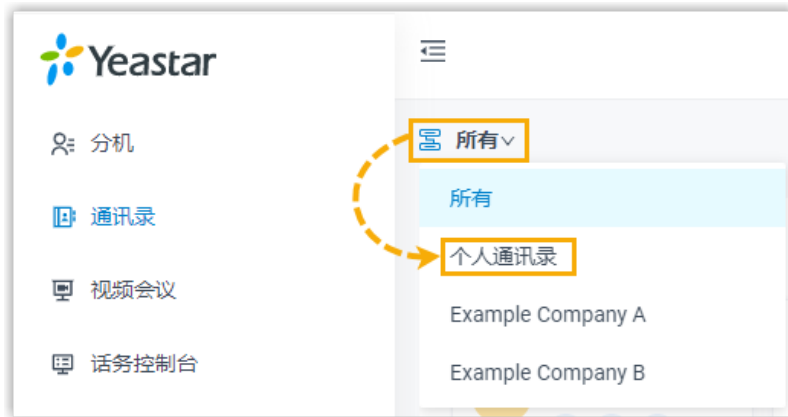 Yeastar
分机
通讯录
视频会议
话务控制台
所有
所有
个人通讯录
Example Company A
Example Company B